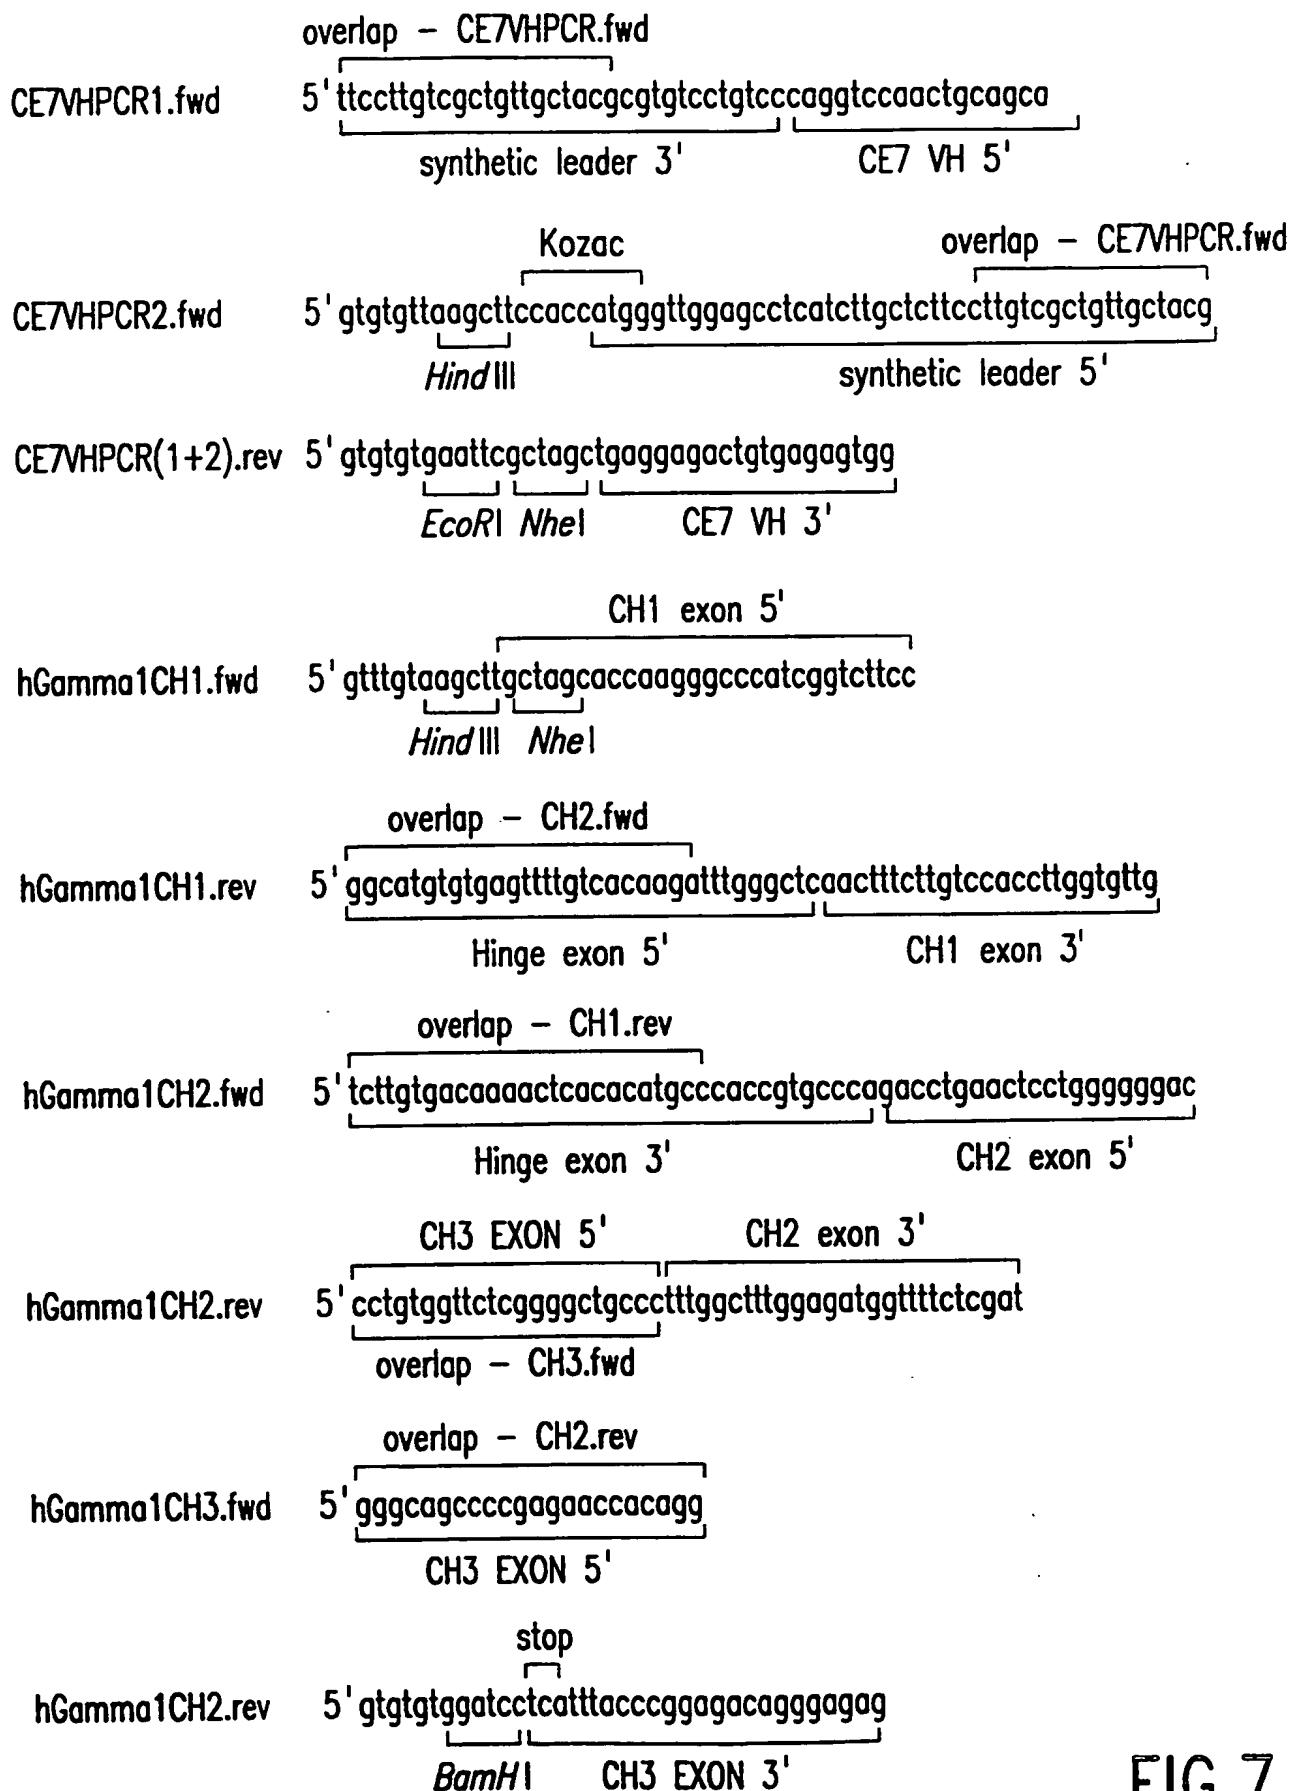 overlap – CE7VHPCR.fwd
CE7VHPCR1.fwd 5'ttccttgtcgctgttgctacgcgtgtcctgtcccaggtccaactgcagca
synthetic leader 3' CE7 VH 5'
Kozac overlap – CE7VHPCR.fwd
CE7VHPCR2.fwd 5'gtgtgttaagcttccaccatgggttggagcctcatcttgctcttccttgtcgctgttgctacg
HindIII synthetic leader 5'
CE7VHPCR(1+2).rev 5'gtgtgtgaattcgctagctgaggagactgtgagagtgg
EcoRI NheI CE7 VH 3'
CH1 exon 5'
hGamma1CH1.fwd 5'gtttgtaagcttgctagcaccaagggcccatcggtcttcc
HindIII NheI
overlap – CH2.fwd
hGamma1CH1.rev 5'ggcatgtgtgagttttgtcacaagatttgggctcaactttcttgtccaccttggtgttg
Hinge exon 5' CH1 exon 3'
overlap – CH1.rev
hGamma1CH2.fwd 5'tcttgtgacaaaactcacacatgcccaccgtgcccagacctgaactcctggggggac
Hinge exon 3' CH2 exon 5'
CH3 EXON 5' CH2 exon 3'
hGamma1CH2.rev 5'cctgtggttctcggggctgccctttggctttggagatggttttctcgat
overlap – CH3.fwd
overlap – CH2.rev
hGamma1CH3.fwd 5'gggcagccccgagaaccacagg
CH3 EXON 5'
stop
hGamma1CH2.rev 5'gtgtgtggatcctcatttacccggagacagggagag
BamHI CH3 EXON 3'
FIG.7